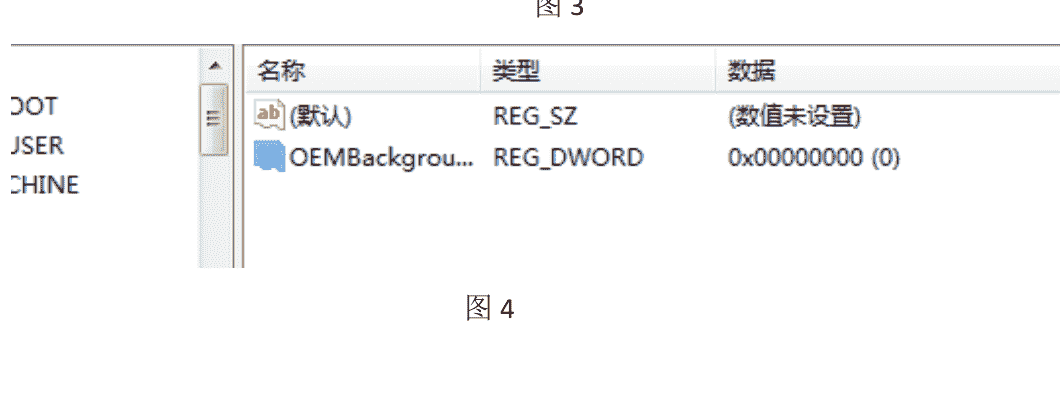 图 3
名称 类型 数据
OOT
USER
CHINE
(默认) REG_SZ (数值未设置)
OEMBackgrou... REG_DWORD 0x00000000 (0)
图 4